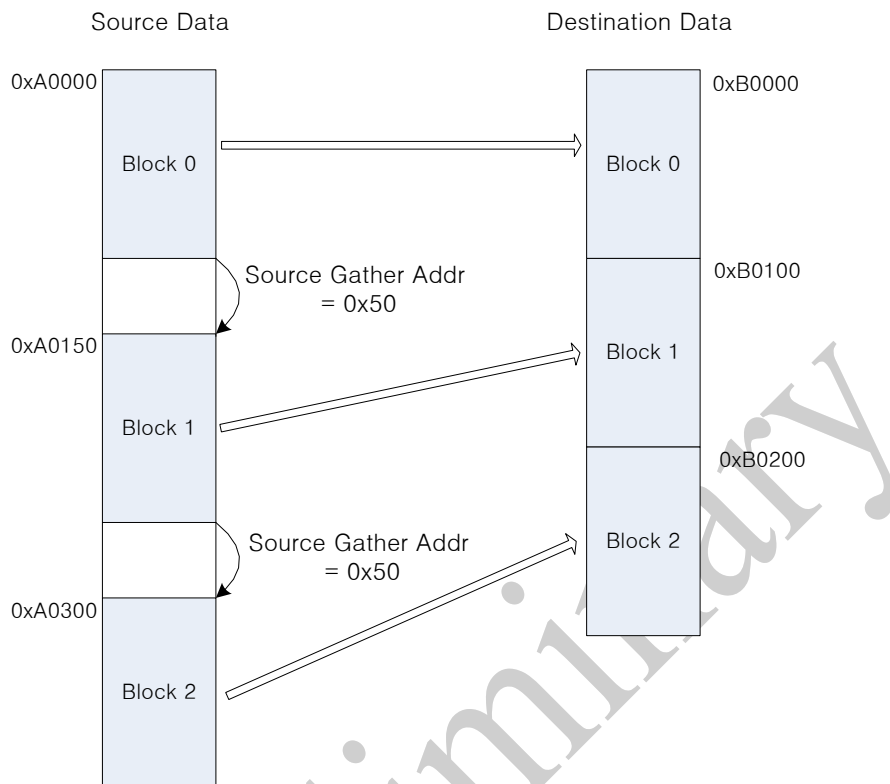 Source Data
Destination Data
0xA0000
0xB0000
Block 0
Block 0
Source Gather Addr
= 0x50
0xB0100
0xA0150
Block 1
Block 1
0xB0200
Source Gather Addr
= 0x50
Block 2
0xA0300
Block 2